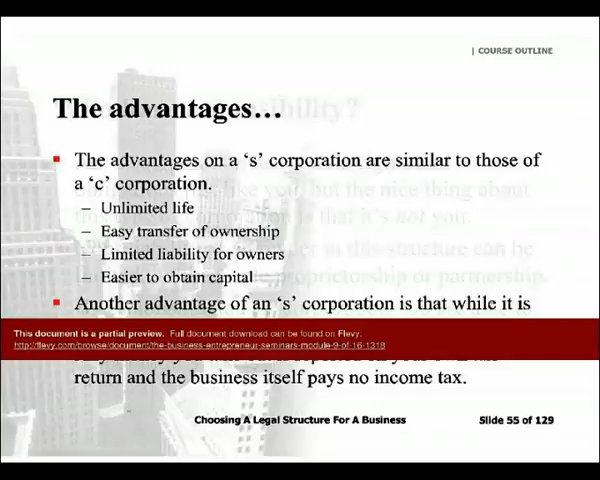 | COURSE OUTLINE
The advantages…
▪ The advantages on a ‘s’ corporation are similar to those of
a ‘c’ corporation.
– Unlimited life
– Easy transfer of ownership
– Limited liability for owners
– Easier to obtain capital
▪ Another advantage of an ‘s’ corporation is that while it is
This document is a partial preview. Full document download can be found on Flevy:
http://flevy.com/browse/document/the-business-entrepreneur-seminars-module-9-of-16-1318
return and the business itself pays no income tax.
Choosing A Legal Structure For A Business
Slide 55 of 129